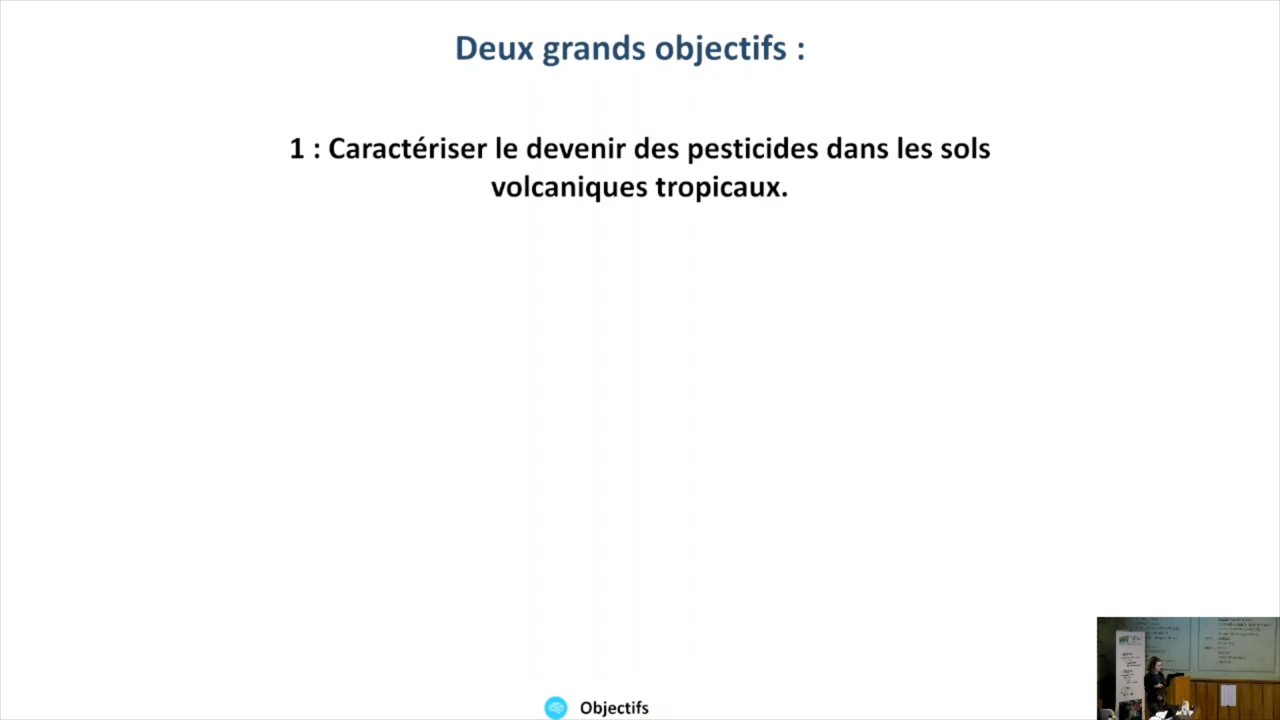 Deux grands objectifs :
1 : Caractériser le devenir des pesticides dans les sols
volcaniques tropicaux.
Objectifs